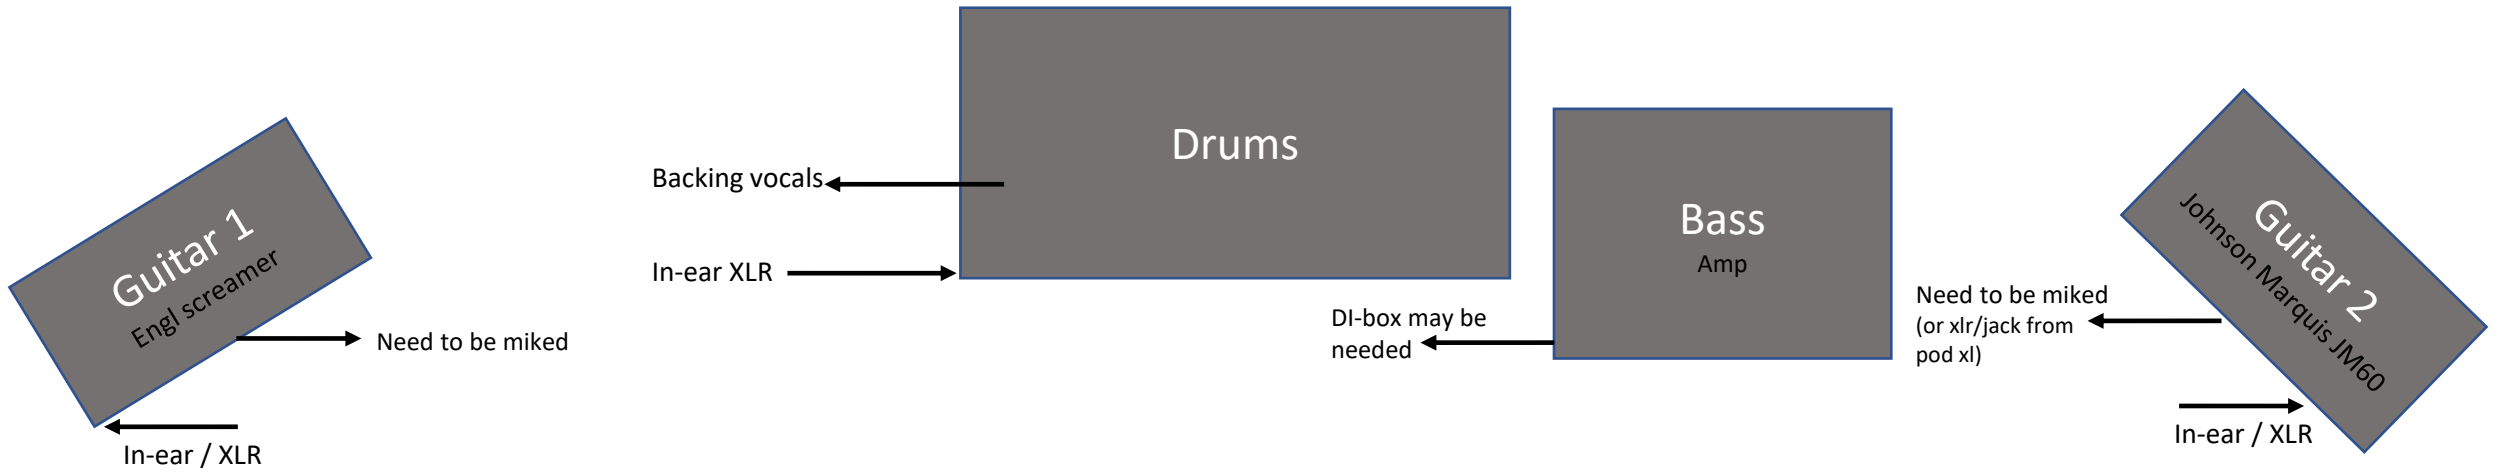 Guitar 1
Engl screamer
Need to be miked
In-ear / XLR
Drums
Backing vocals
In-ear XLR
Bass
Amp
DI-box may be
needed
Guitar 2
Johnson Marquis JM60
Need to be miked
(or xlr/jack from
pod xl)
In-ear / XLR